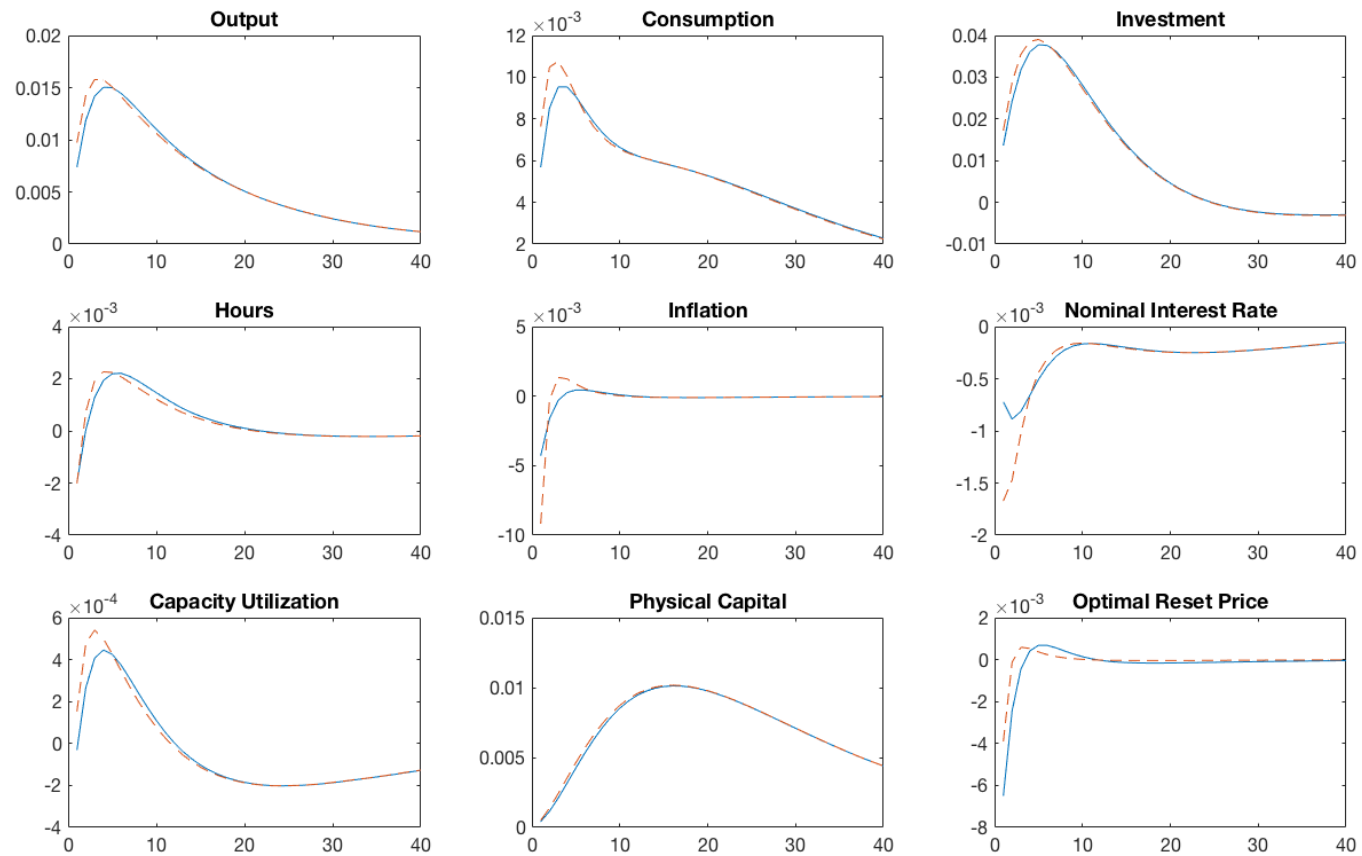 Output
0.02
0.015
0.01
0.005
0
0 10 20 30 40
Consumption
×10⁻³
12
10
8
6
4
2
0 10 20 30 40
Investment
0.04
0.03
0.02
0.01
0
-0.01
0 10 20 30 40
Hours
×10⁻³
4
2
0
-2
-4
0 10 20 30 40
Inflation
×10⁻³
5
0
-5
-10
0 10 20 30 40
Nominal Interest Rate
×10⁻³
0
-0.5
-1
-1.5
-2
0 10 20 30 40
Capacity Utilization
×10⁻⁴
6
4
2
0
-2
-4
0 10 20 30 40
Physical Capital
0.015
0.01
0.005
0
0 10 20 30 40
Optimal Reset Price
×10⁻³
2
0
-2
-4
-6
-8
0 10 20 30 40